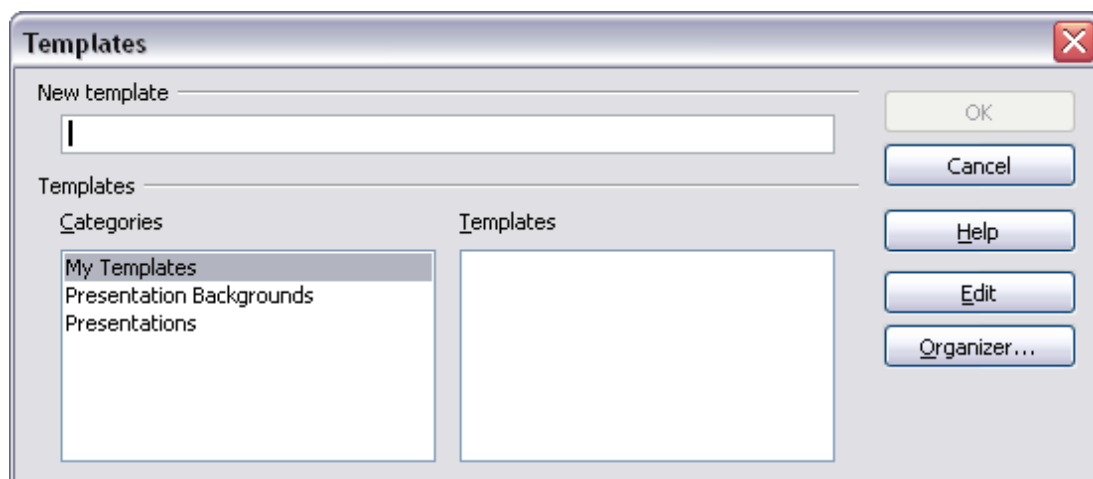 Templates
New template
OK
Cancel
Templates
Categories
Templates
Help
My Templates
Presentation Backgrounds
Presentations
Edit
Organizer...